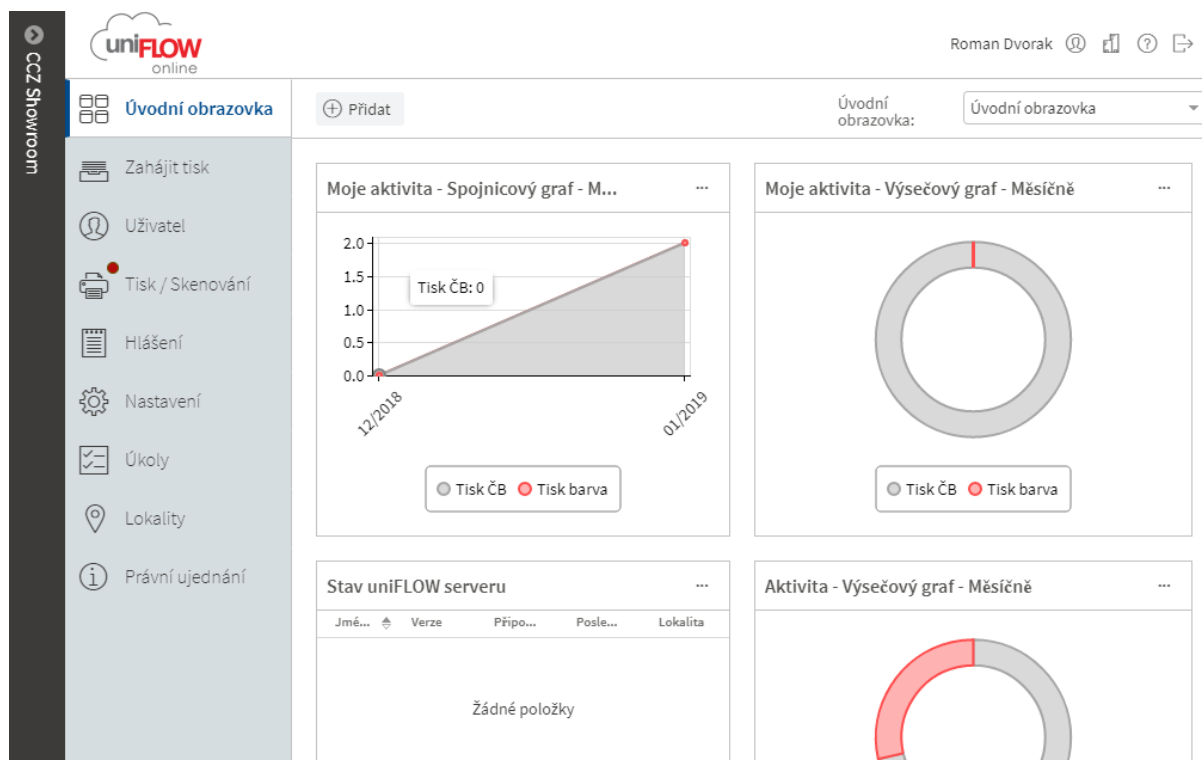 CCZ Showroom
uniFLOW
online
Roman Dvorak
Úvodní obrazovka
Zahájit tisk
Uživatel
Tisk / Skenování
Hlášení
Nastavení
Úkoly
Lokality
Právní ujednání
Přidat
Úvodní
obrazovka:
Úvodní obrazovka
Moje aktivita - Spojnicový graf - M... ...
2.0
1.5
1.0
0.5
0.0
Tisk ČB: 0
12/2018
01/2019
Tisk ČB Tisk barva
Moje aktivita - Výsečový graf - Měsíčně ...
Tisk ČB Tisk barva
Stav uniFLOW serveru ...
Jmé... Verze Připo... Posle... Lokalita
Žádné položky
Aktivita - Výsečový graf - Měsíčně ...